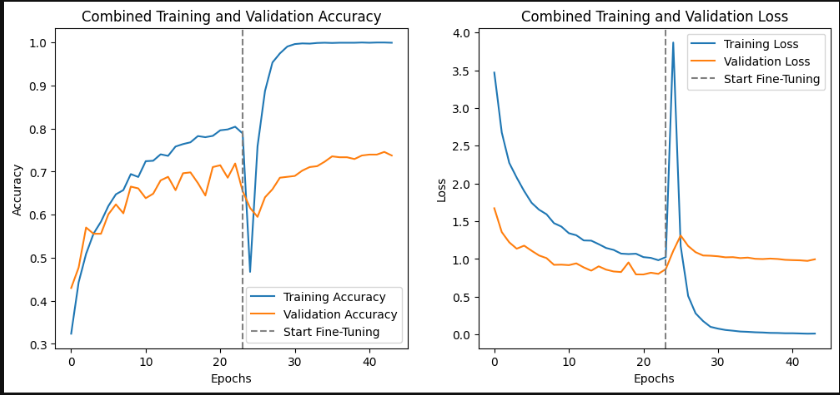 Combined Training and Validation Accuracy
1.0
0.9
0.8
0.7
0.6
0.5
0.4
0.3
Accuracy
Training Accuracy
Validation Accuracy
Start Fine-Tuning
0 10 20 30 40
Epochs
Combined Training and Validation Loss
4.0
3.5
3.0
2.5
2.0
1.5
1.0
0.5
0.0
Loss
Training Loss
Validation Loss
Start Fine-Tuning
0 10 20 30 40
Epochs